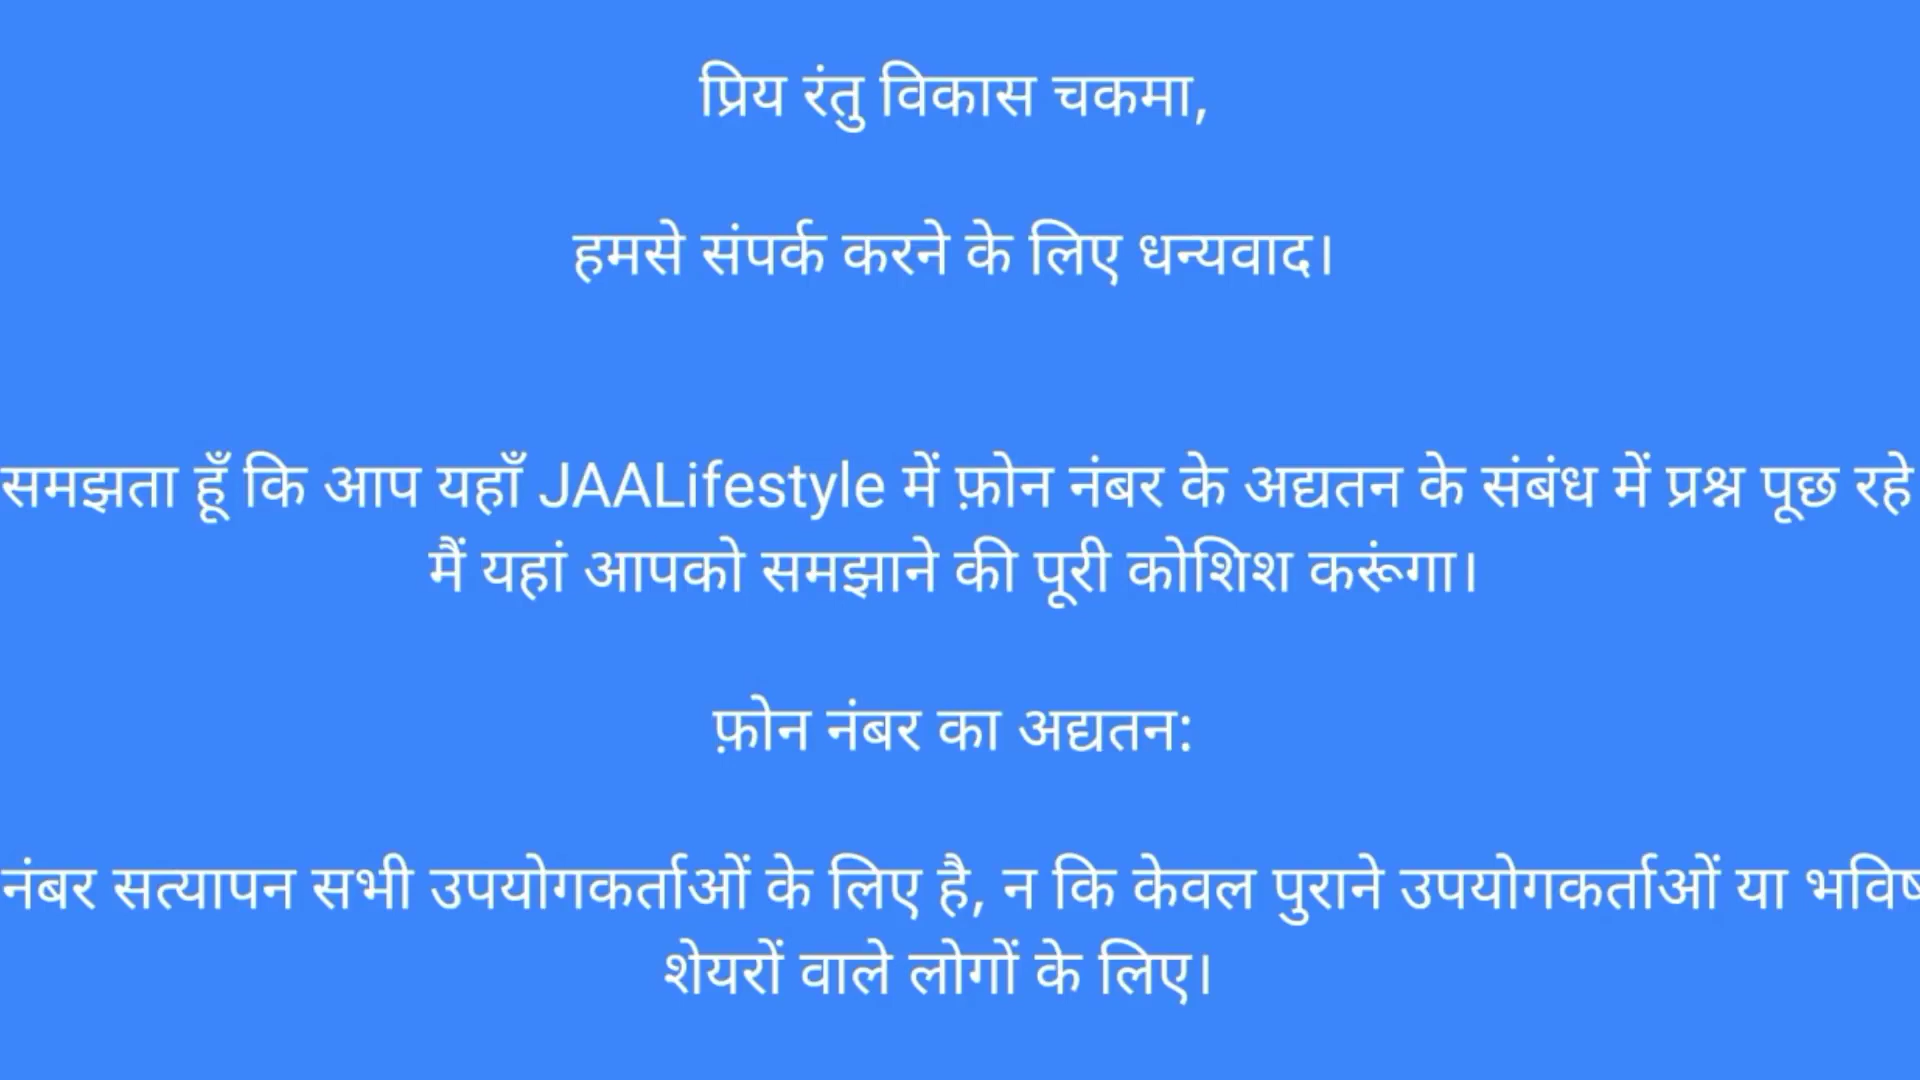 प्रिय रंतु विकास चकमा,
हमसे संपर्क करने के लिए धन्यवाद।
समझता हूँ कि आप यहाँ JAALifestyle में फ़ोन नंबर के अद्यतन के संबंध में प्रश्न पूछ रहे
मैं यहां आपको समझाने की पूरी कोशिश करूंगा।
फ़ोन नंबर का अद्यतन:
नंबर सत्यापन सभी उपयोगकर्ताओं के लिए है, न कि केवल पुराने उपयोगकर्ताओं या
शेयरों वाले लोगों के लिए।